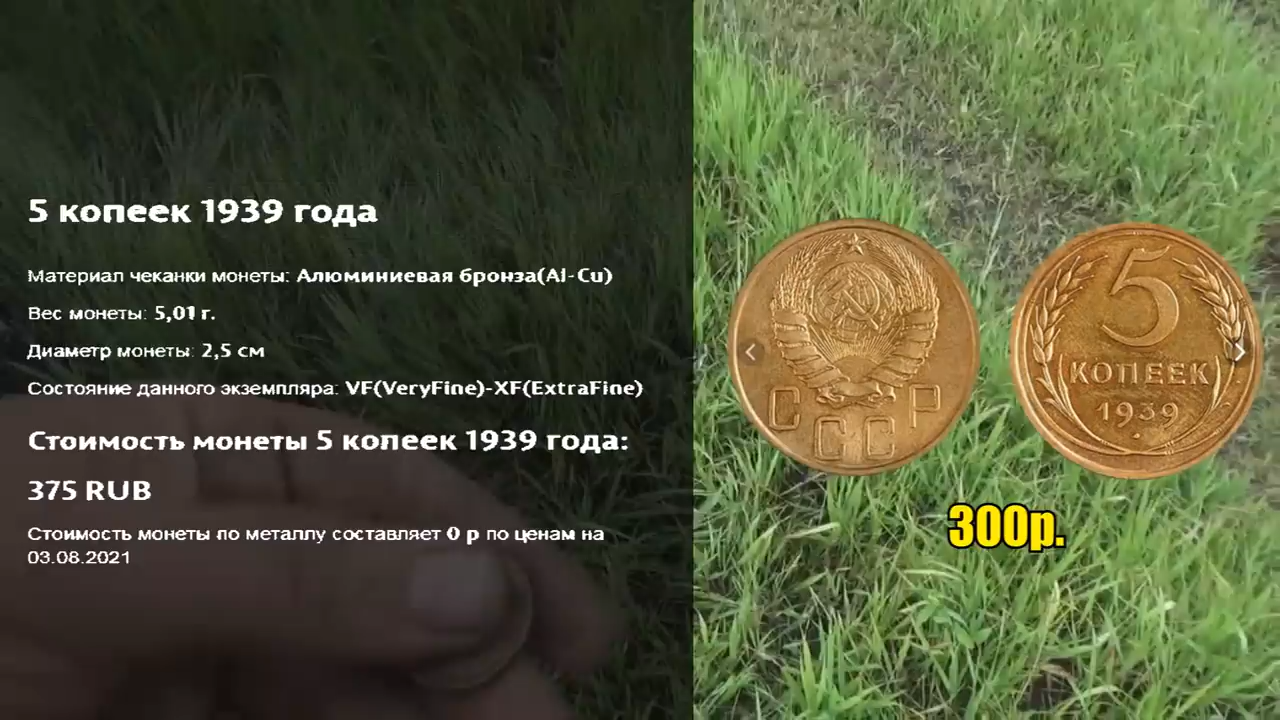 5 копеек 1939 года
Материал чеканки монеты: Алюминиевая бронза(Al-Cu)
Вес монеты: 5,01 г.
Диаметр монеты: 2,5 см
Состояние данного экземпляра: VF(VeryFine)-XF(ExtraFine)
Стоимость монеты 5 копеек 1939 года:
375 RUB
Стоимость монеты по металлу составляет 0 р по ценам на
03.08.2021
С С С Р
5
КОПЕЕК
1939
300р.